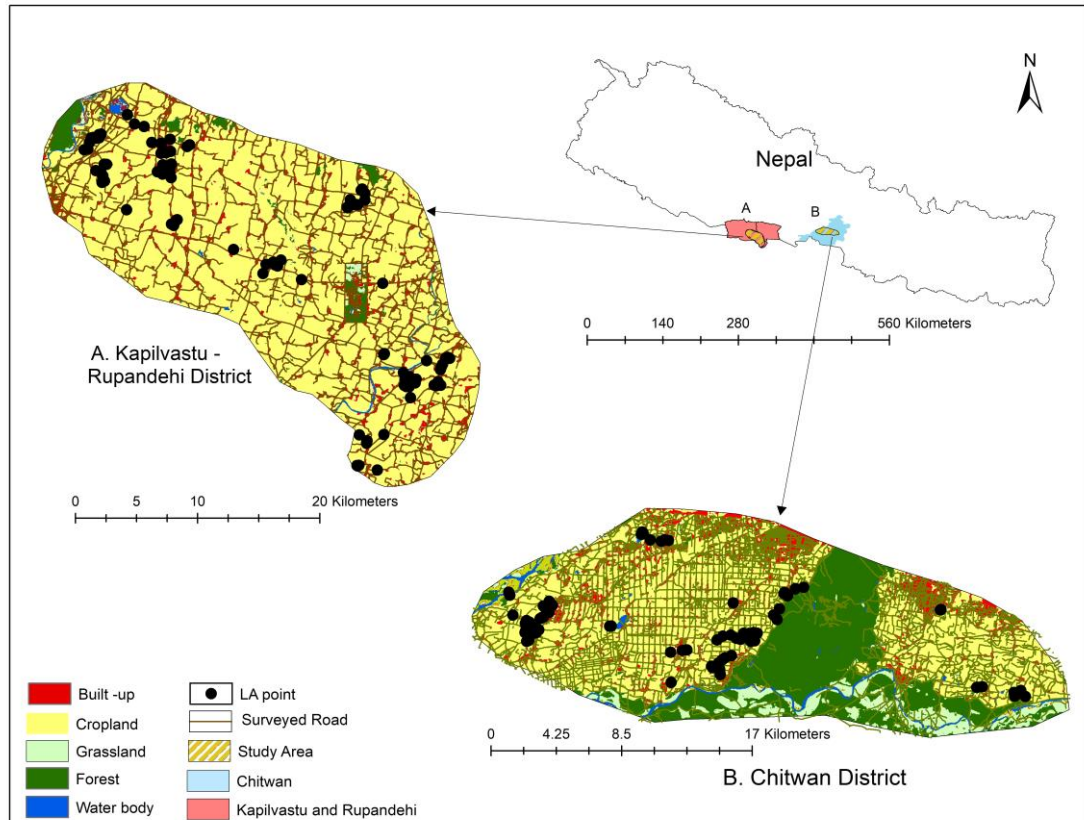 N
Nepal
A
B
0 140 280 560 Kilometers
A. Kapilvastu -
Rupandehi District
0 5 10 20 Kilometers
0 4.25 8.5 17 Kilometers
B. Chitwan District
Built -up
Cropland
Grassland
Forest
Water body
LA point
Surveyed Road
Study Area
Chitwan
Kapilvastu and Rupandehi